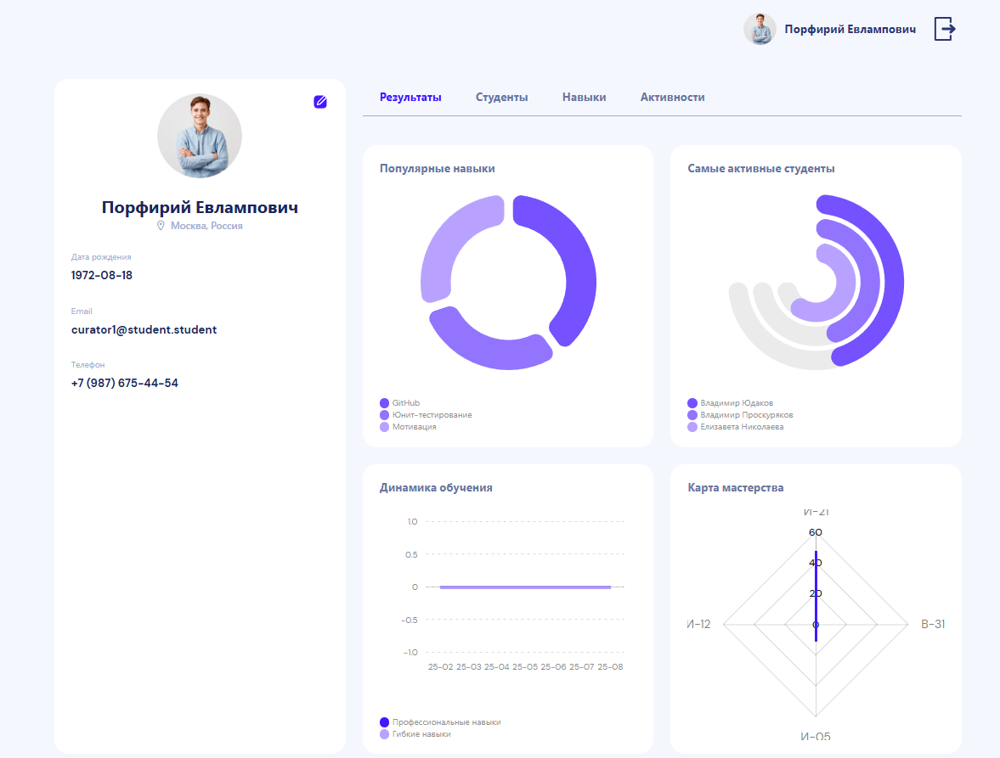 Порфирий Евлампович
Порфирий Евлампович
Москва, Россия
Дата рождения
1972-08-18
Email
curator1@student.student
Телефон
+7 (987) 675-44-54
Результаты Студенты Навыки Активности
Популярные навыки
GitHub
Юнит-тестирование
Мотивация
Самые активные студенты
Владимир Юдаков
Владимир Проскуряков
Елизавета Николаева
Динамика обучения
1.0
0.5
0
-0.5
-1.0
25-02 25-03 25-04 25-05 25-06 25-07 25-08
Профессиональные навыки
Гибкие навыки
Карта мастерства
И-21
60
40
20
0
И-12
В-31
И-05